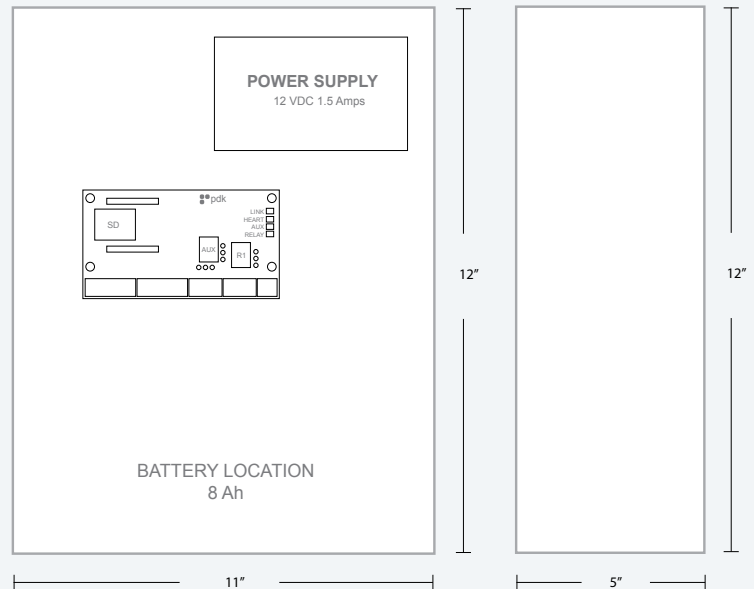 POWER SUPPLY
12 VDC 1.5 Amps
pdk
SD
LINK
HEART
AUX
RELAY
AUX
R1
12"
12"
BATTERY LOCATION
8 Ah
11"
5"